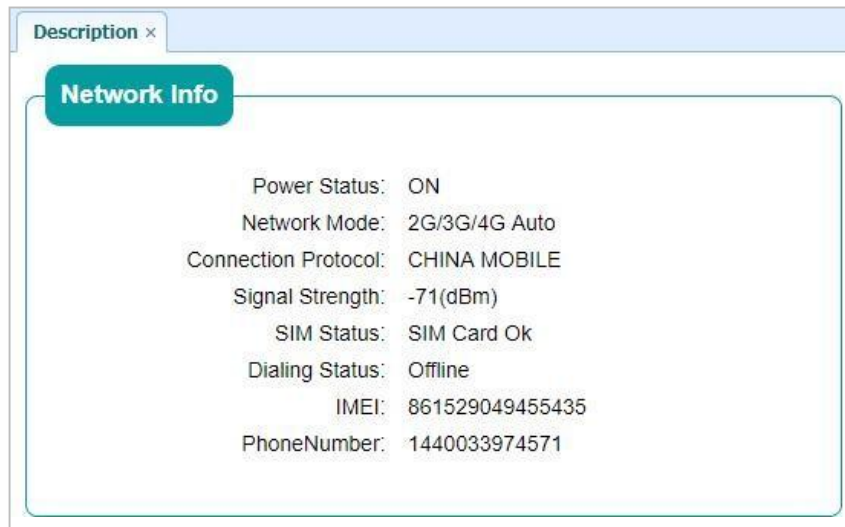 Description ×
Network Info
Power Status: ON
Network Mode: 2G/3G/4G Auto
Connection Protocol: CHINA MOBILE
Signal Strength: -71(dBm)
SIM Status: SIM Card Ok
Dialing Status: Offline
IMEI: 861529049455435
PhoneNumber: 1440033974571